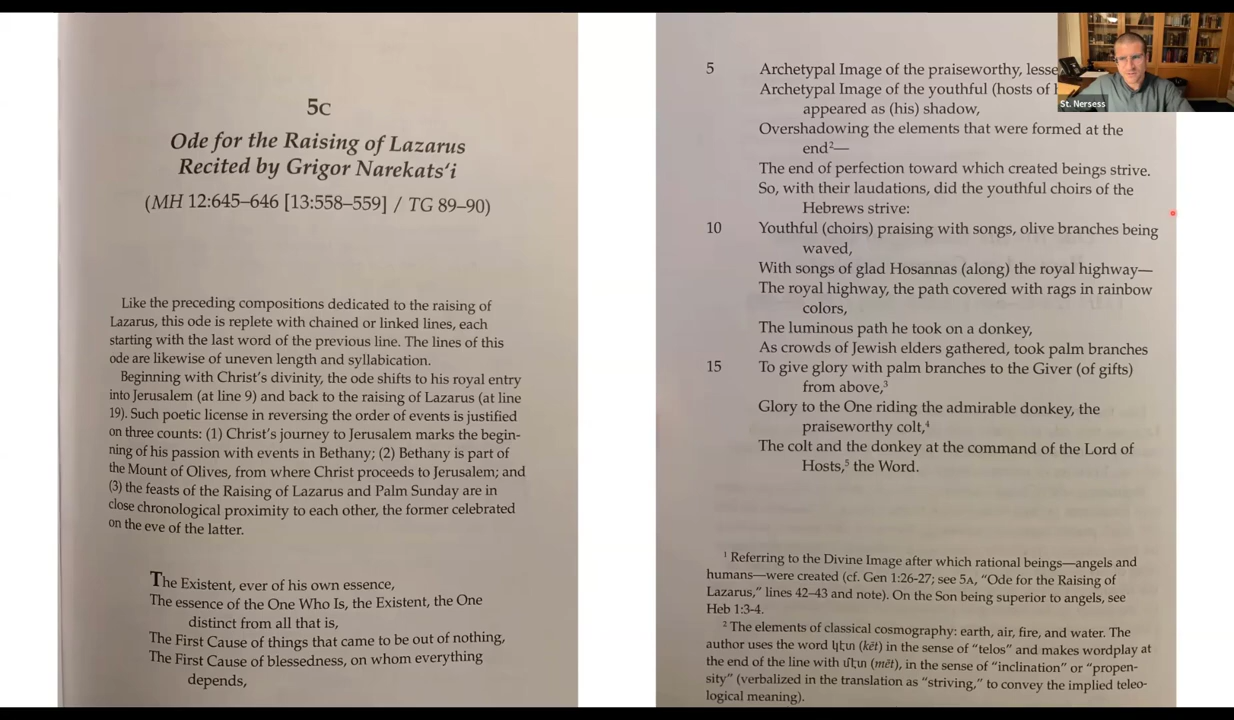 5C
Ode for the Raising of Lazarus
Recited by Grigor Narekats‘i
(MH 12:645–646 [13:558–559] / TG 89–90)
Like the preceding compositions dedicated to the raising of
Lazarus, this ode is replete with chained or linked lines, each
starting with the last word of the previous line. The lines of this
ode are likewise of uneven length and syllabication.
Beginning with Christ's divinity, the ode shifts to his royal entry
into Jerusalem (at line 9) and back to the raising of Lazarus (at line
19). Such poetic license in reversing the order of events is justified
on three counts: (1) Christ's journey to Jerusalem marks the begin-
ning of his passion with events in Bethany; (2) Bethany is part of
the Mount of Olives, from where Christ proceeds to Jerusalem; and
(3) the feasts of the Raising of Lazarus and Palm Sunday are in
close chronological proximity to each other, the former celebrated
on the eve of the latter.
The Existent, ever of his own essence,
The essence of the One Who Is, the Existent, the One
distinct from all that is,
The First Cause of things that came to be out of nothing,
The First Cause of blessedness, on whom everything
depends,
5 Archetypal Image of the praiseworthy,
Archetypal Image of the youthful (hosts of
appeared as (his) shadow,
Overshadowing the elements that were formed at the
end²—
The end of perfection toward which created beings strive.
So, with their laudations, did the youthful choirs of the
Hebrews strive:
10 Youthful (choirs) praising with songs, olive branches being
waved,
With songs of glad Hosannas (along) the royal highway—
The royal highway, the path covered with rags in rainbow
colors,
The luminous path he took on a donkey,
As crowds of Jewish elders gathered, took palm branches
15 To give glory with palm branches to the Giver (of gifts)
from above,³
Glory to the One riding the admirable donkey, the
praiseworthy colt,⁴
The colt and the donkey at the command of the Lord of
Hosts,⁵ the Word.
¹ Referring to the Divine Image after which rational beings—angels and
humans—were created (cf. Gen 1:26-27; see 5A, “Ode for the Raising of
Lazarus,” lines 42–43 and note). On the Son being superior to angels, see
Heb 1:3-4.
² The elements of classical cosmography: earth, air, fire, and water. The
author uses the word կէտ (kēt) in the sense of “telos” and makes wordplay at
the end of the line with մէտ (mēt), in the sense of “inclination” or “propen-
sity” (verbalized in the translation as “striving,” to convey the implied teleo-
logical meaning).
St. Nersess